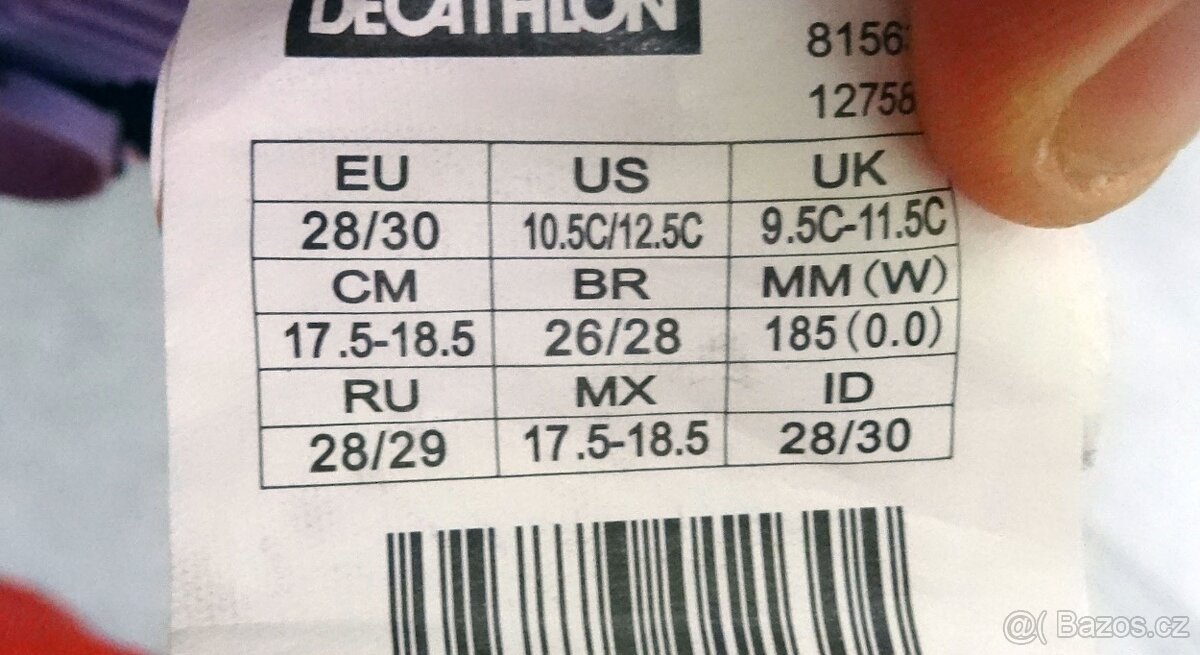 DECATHLON
8156
12758
EU US UK
28/30 10.5C/12.5C 9.5C-11.5C
CM BR MM (W)
17.5-18.5 26/28 185 (0.0)
RU MX ID
28/29 17.5-18.5 28/30
@( Bazos.cz